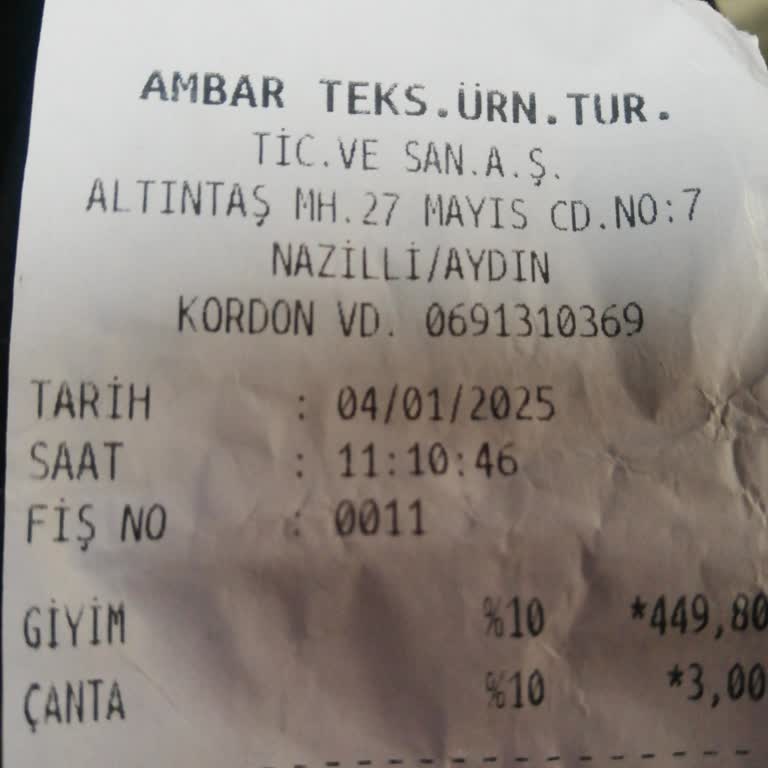 AMBAR TEKS.ÜRN.TUR.
TİC.VE SAN.A.Ş.
ALTINTAŞ MH.27 MAYIS CD.NO:7
NAZİLLİ/AYDIN
KORDON VD. 0691310369
TARİH : 04/01/2025
SAAT : 11:10:46
FİŞ NO : 0011
GİYİM %10 *449,80
ÇANTA %10 *3,00